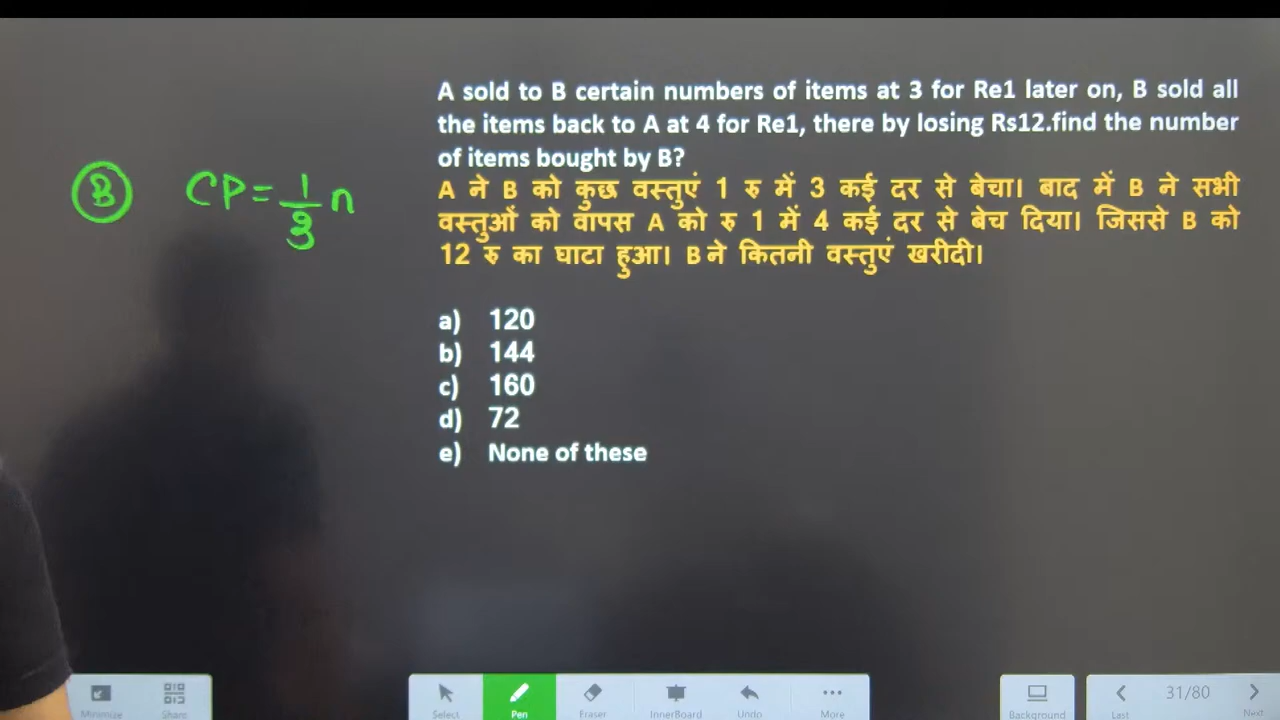 A sold to B certain numbers of items at 3 for Re1 later on, B sold all
the items back to A at 4 for Re1, there by losing Rs12.find the number
of items bought by B?
B CP = 1/3 n
A ने B को कुछ वस्तुएं 1 रु में 3 कई दर से बेचा। बाद में B ने सभी
वस्तुओं को वापस A को रु 1 में 4 कई दर से बेच दिया। जिससे B को
12 रु का घाटा हुआ। B ने कितनी वस्तुएं खरीदी।
a) 120
b) 144
c) 160
d) 72
e) None of these
Minimize Share Select Pen Eraser InnerBoard Undo More Background Last 31/80 Next